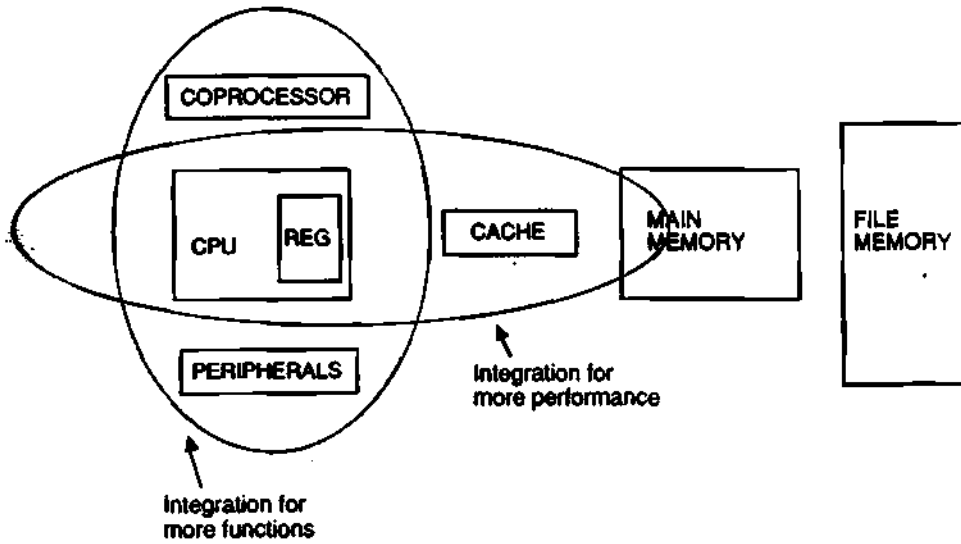 COPROCESSOR
CPU
REG
CACHE
MAIN
MEMORY
FILE
MEMORY
PERIPHERALS
Integration for
more performance
Integration for
more functions